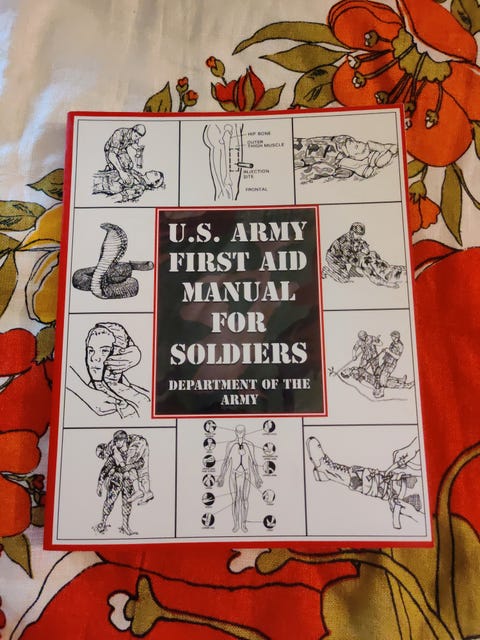 HIP BONE
OUTER
THIGH MUSCLE
INJECTION
SITE
FRONTAL
U.S. ARMY
FIRST AID
MANUAL
FOR
SOLDIERS
DEPARTMENT OF THE
ARMY